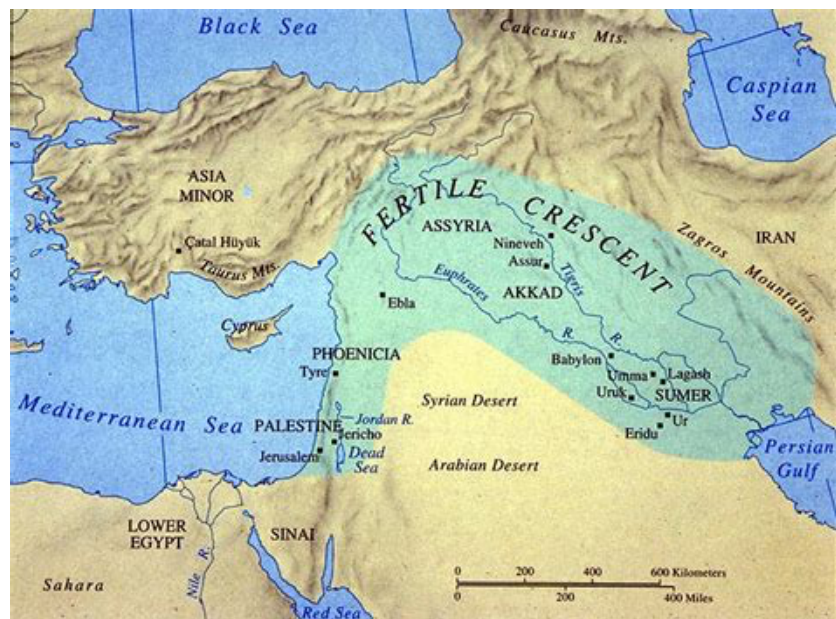 Black Sea
Caucasus Mts.
Caspian
Sea
ASIA
MINOR
FERTILE CRESCENT
ASSYRIA
Zagros Mountains
IRAN
Çatal Hüyük
Nineveh
Taurus Mts.
Assur
Tigris
R.
Euphrates
R.
AKKAD
Ebla
Cyprus
PHOENICIA
Babylon
Tyre
Umma
Lagash
Uruk
SUMER
Syrian Desert
Mediterranean Sea
PALESTINE
Jordan R.
Ur
Jericho
Eridu
Jerusalem
Dead
Sea
Arabian Desert
Persian
Gulf
LOWER
EGYPT
SINAI
Nile R.
Sahara
Red Sea
0 200 400 600 Kilometers
0 200 400 Miles